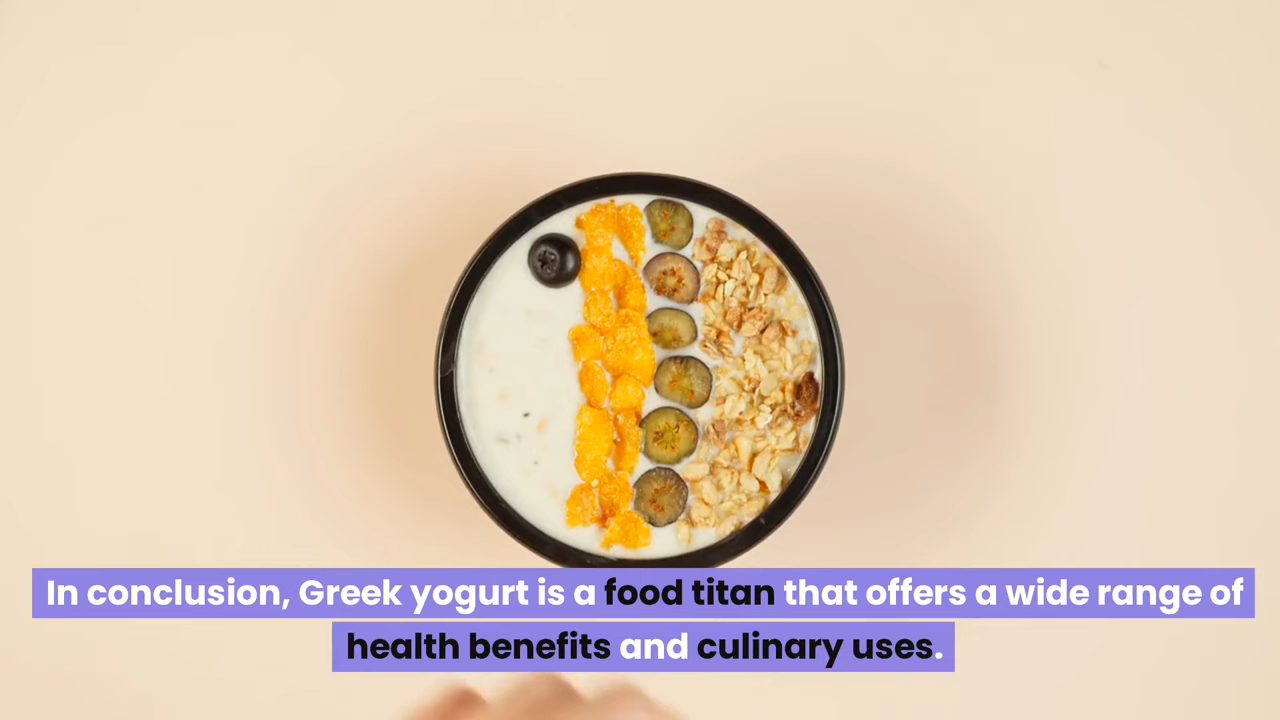 In conclusion, Greek yogurt is a food titan that offers a wide range of
health benefits and culinary uses.